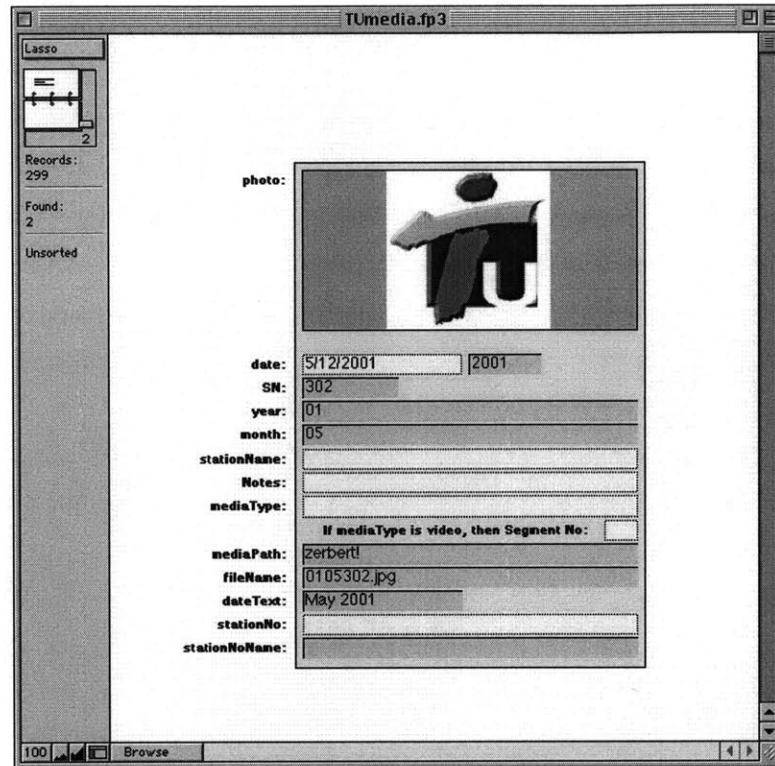 TUmedia.fp3
Lasso
2
Records:
299
Found:
2
Unsorted
photo:
TU
date: 5/12/2001 2001
SN: 302
year: 01
month: 05
stationName:
Notes:
mediaType:
If mediaType is video, then Segment No:
mediaPath: zerbert!
fileName: 0105302.jpg
dateText: May 2001
stationNo:
stationNoName:
100 Browse